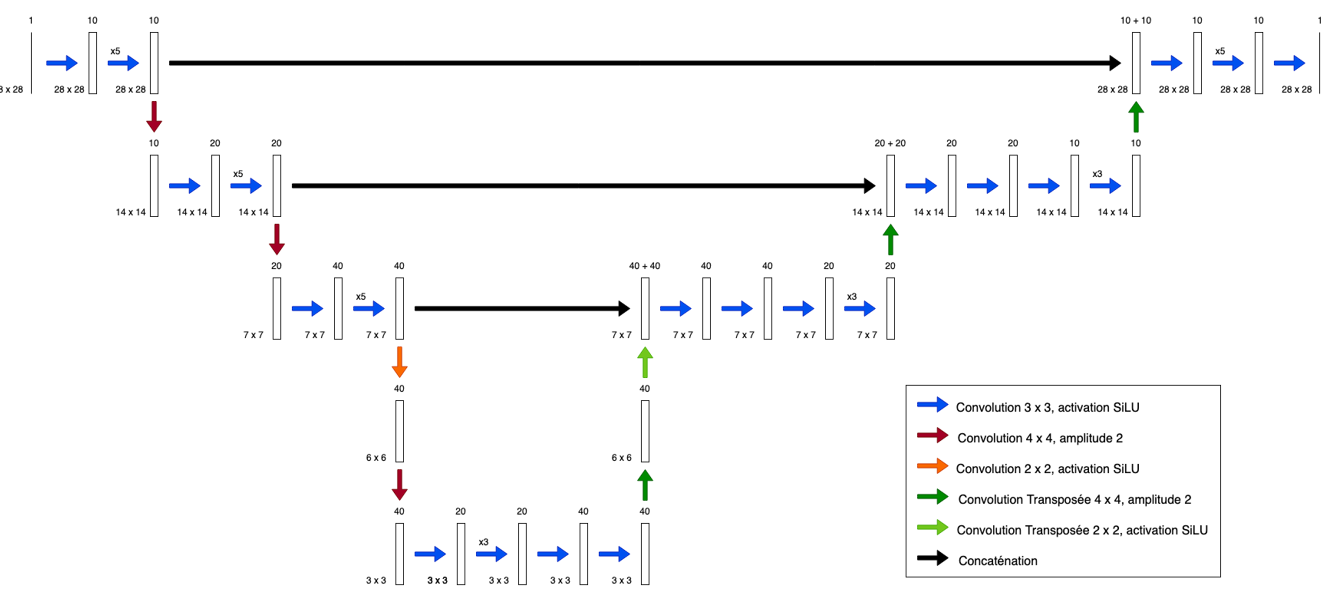 1 10 10 10 + 10 10 10 1
x5 x5
8 x 28 28 x 28 28 x 28 28 x 28 28 x 28 28 x 28 28 x 28
10 20 20 20 + 20 20 20 10 10
x5 x3
14 x 14 14 x 14 14 x 14 14 x 14 14 x 14 14 x 14 14 x 14 14 x 14
20 40 40 40 + 40 40 40 20 20
x5 x3
7 x 7 7 x 7 7 x 7 7 x 7 7 x 7 7 x 7 7 x 7 7 x 7
40 40
6 x 6 6 x 6
40 20 20 40 40
x3
3 x 3 3 x 3 3 x 3 3 x 3 3 x 3
Convolution 3 x 3, activation SiLU
Convolution 4 x 4, amplitude 2
Convolution 2 x 2, activation SiLU
Convolution Transposée 4 x 4, amplitude 2
Convolution Transposée 2 x 2, activation SiLU
Concaténation